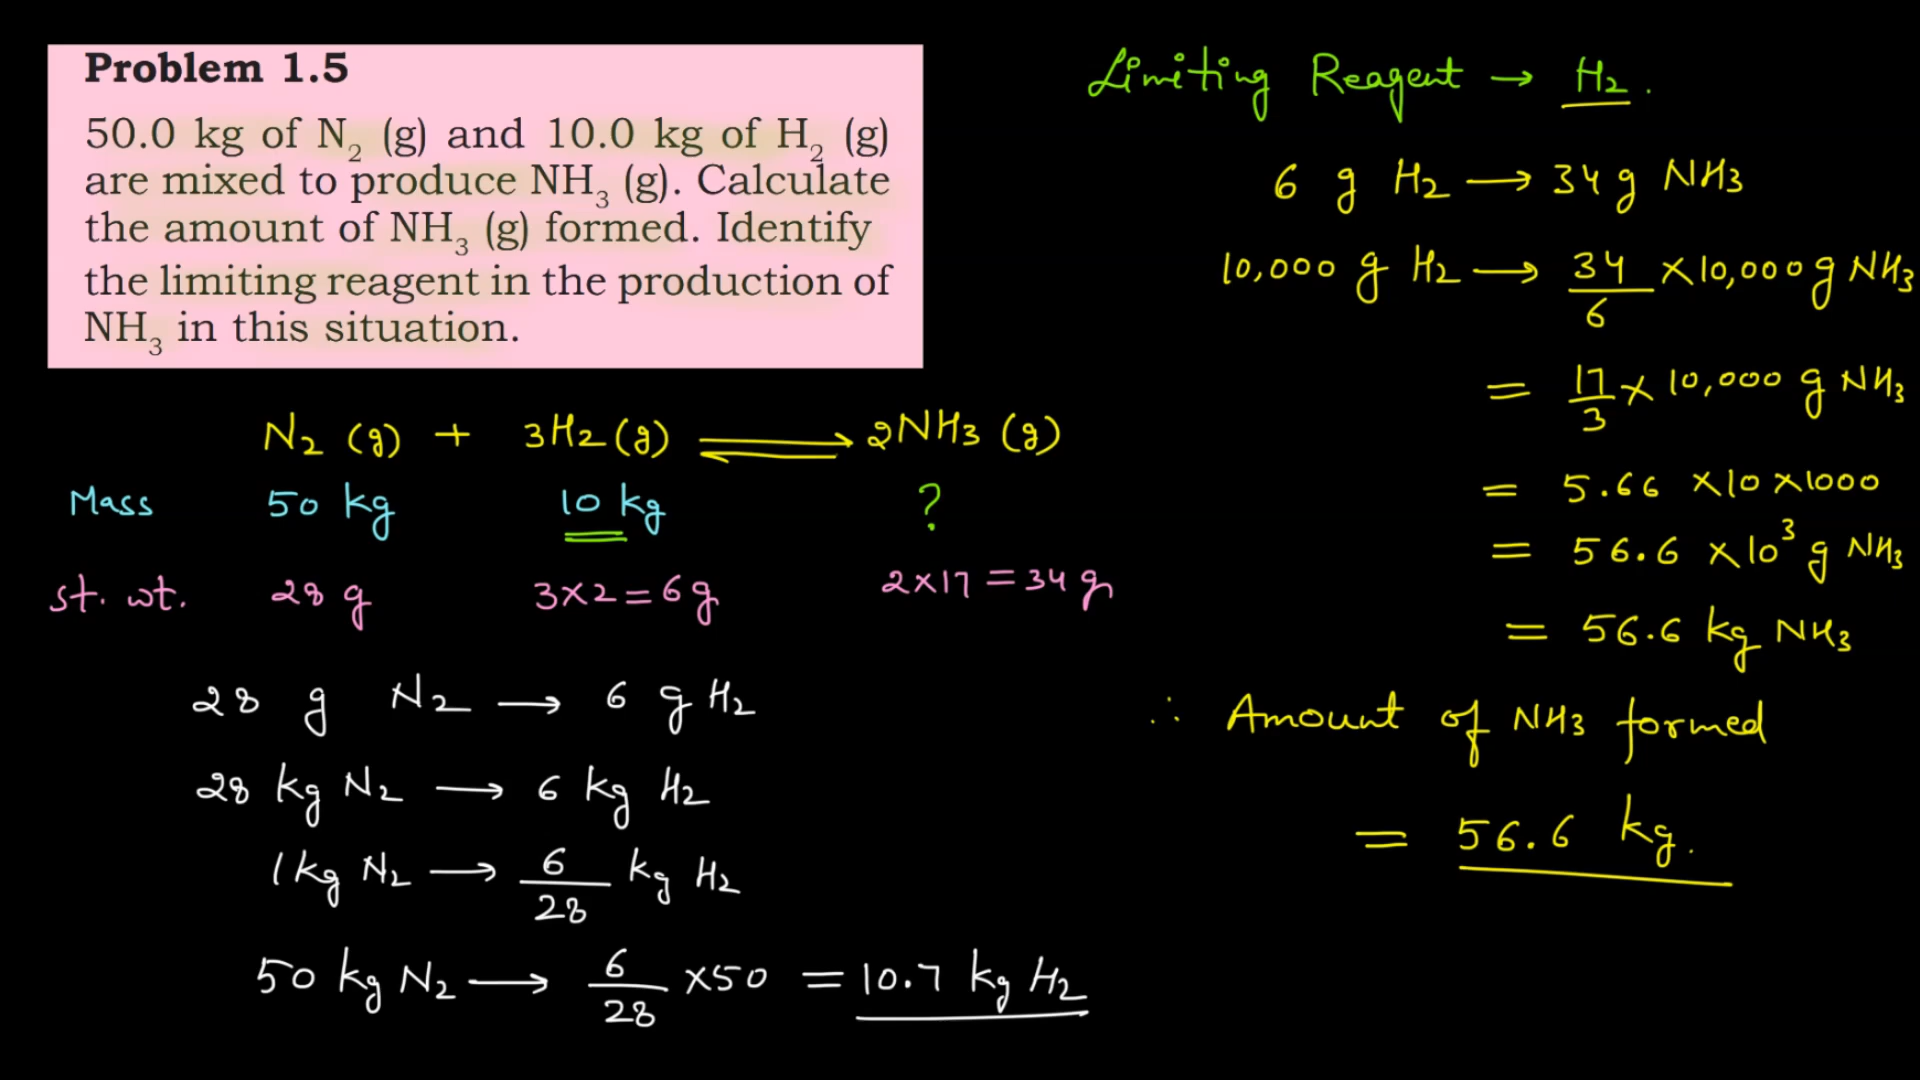 Problem 1.5
50.0 kg of N₂ (g) and 10.0 kg of H₂ (g)
are mixed to produce NH₃ (g). Calculate
the amount of NH₃ (g) formed. Identify
the limiting reagent in the production of
NH₃ in this situation.
N₂ (g) + 3H₂ (g) ⇌ 2NH₃ (g)
Mass 50 kg 10 kg ?
st. wt. 28 g 3×2=6g 2×17=34 g
28 g N₂ → 6 g H₂
28 kg N₂ → 6 kg H₂
1 kg N₂ → 6/28 kg H₂
50 kg N₂ → 6/28 ×50 = 10.7 kg H₂
Limiting Reagent → H₂.
6 g H₂ → 34 g NH₃
10,000 g H₂ → 34/6 ×10,000 g NH₃
= 17/3 × 10,000 g NH₃
= 5.66 ×10 ×1000
= 56.6 ×10³ g NH₃
= 56.6 kg NH₃
∴ Amount of NH₃ formed
= 56.6 kg.